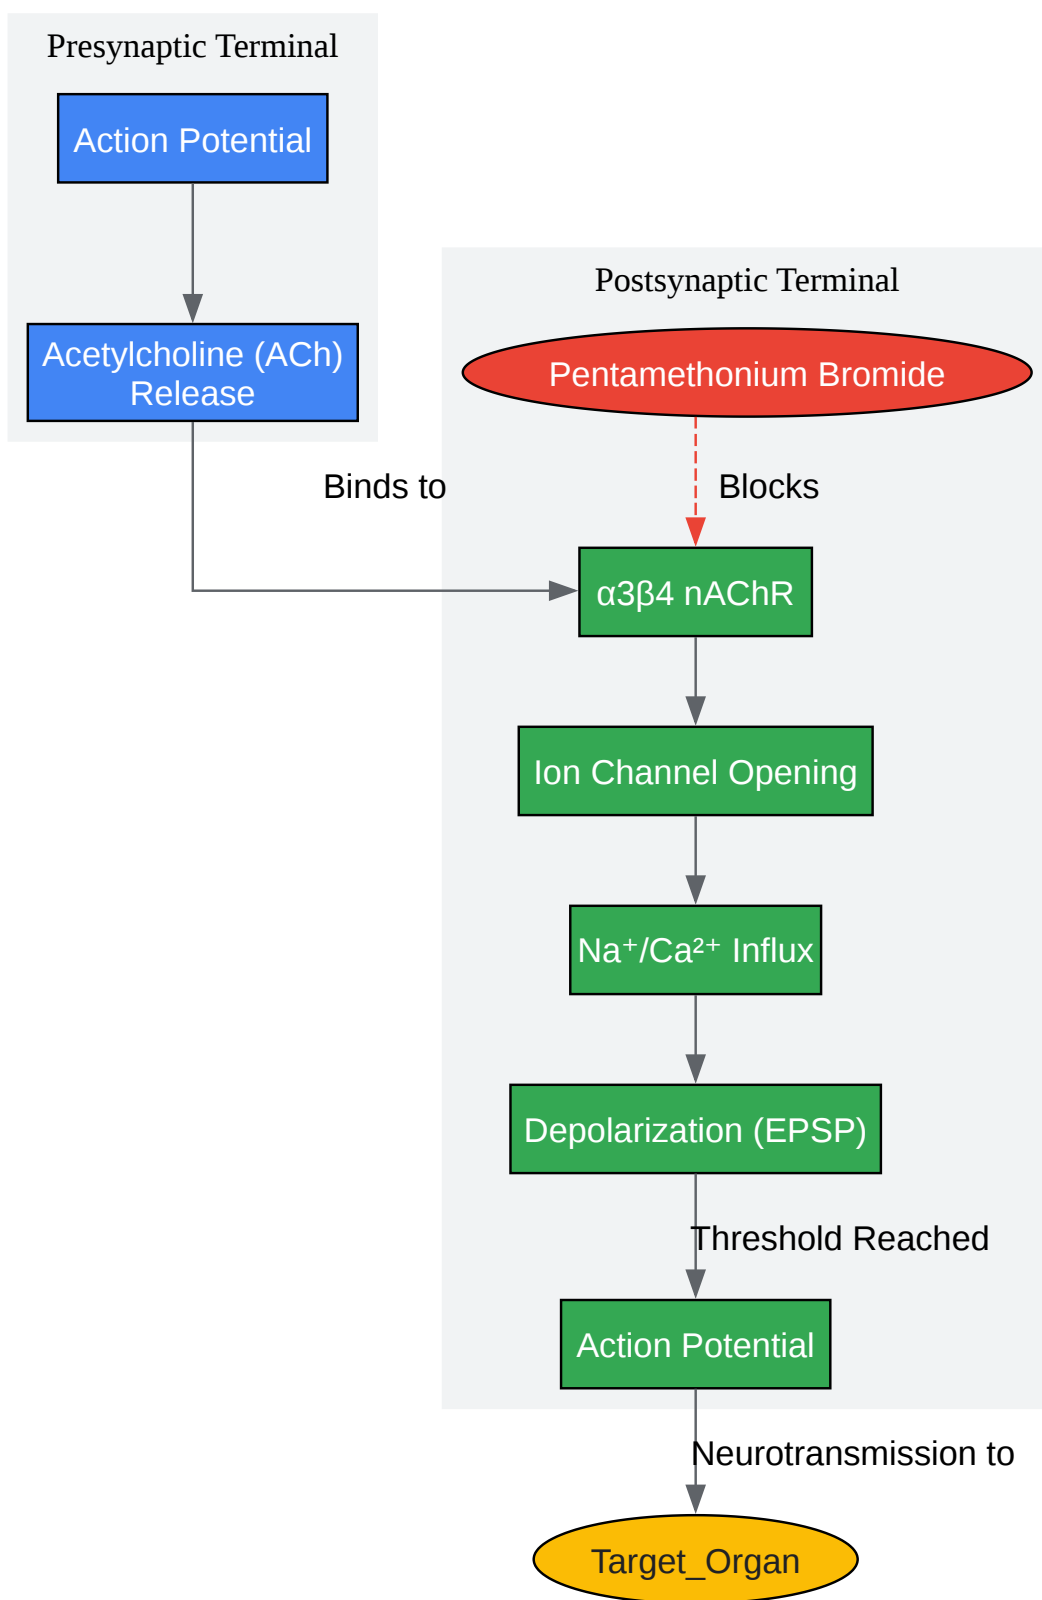 Presynaptic Terminal
Action Potential
Acetylcholine (ACh)
Release
Binds to
Postsynaptic Terminal
Pentamethonium Bromide
Blocks
α3β4 nAChR
Ion Channel Opening
Na⁺/Ca²⁺ Influx
Depolarization (EPSP)
Threshold Reached
Action Potential
Neurotransmission to
Target_Organ